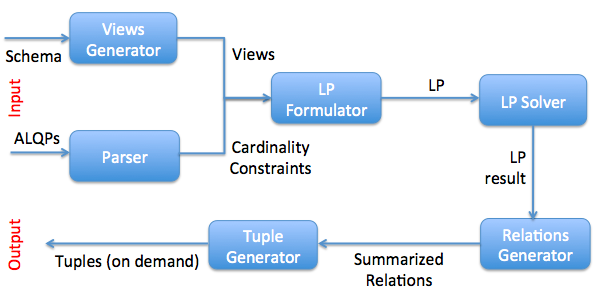 Views
Generator
Schema
Views
Input
LP
Formulator
LP
LP Solver
ALQPs
Parser
Cardinality
Constraints
LP
result
Output
Tuple
Generator
Relations
Generator
Tuples (on demand)
Summarized
Relations